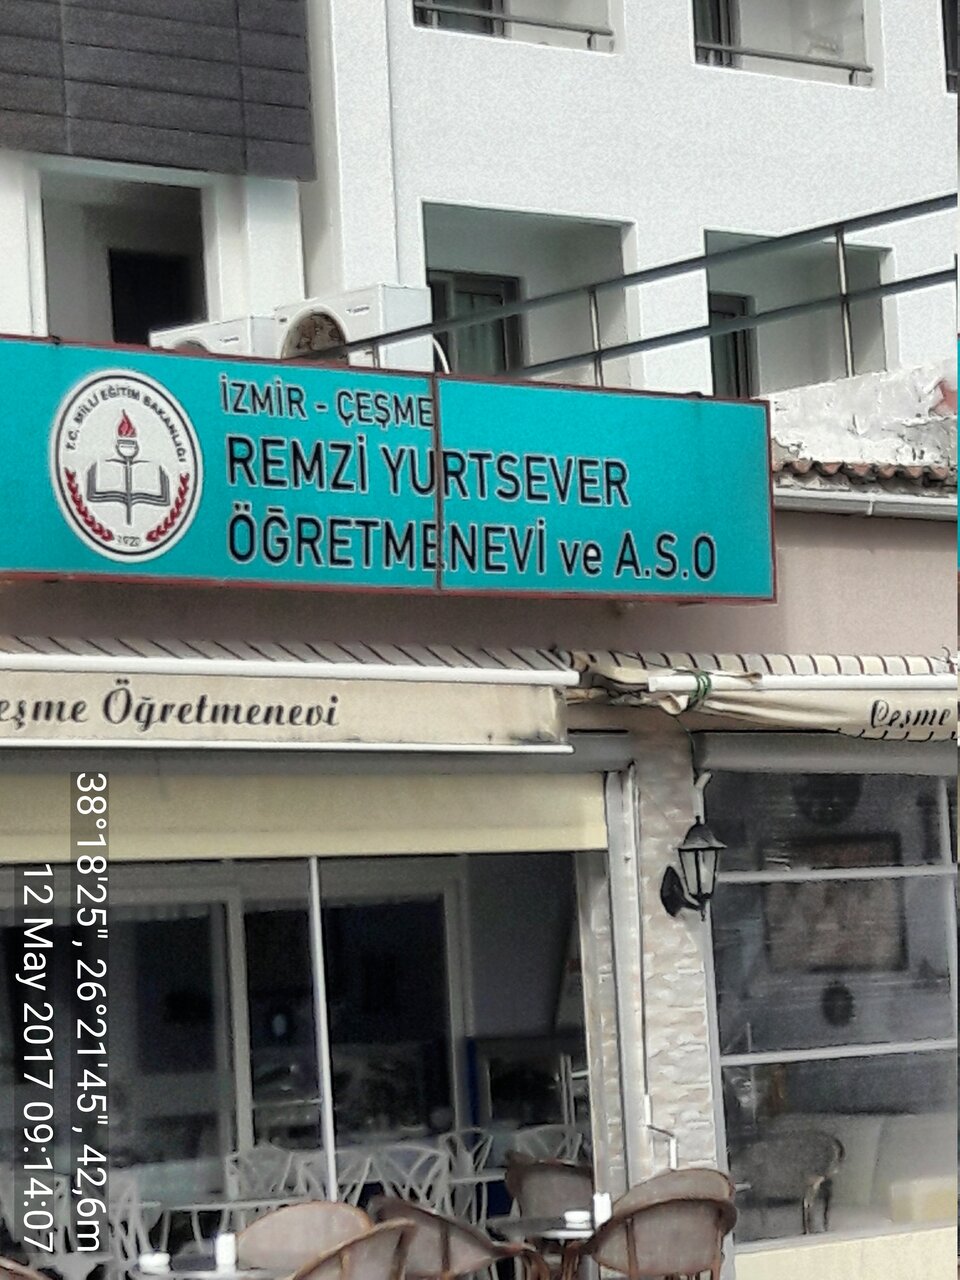 İZMİR - ÇEŞME
REMZİ YURTSEVER
ÖĞRETMENEVİ ve A.S.O
T.C. MİLLİ EĞİTİM BAKANLIĞI
1920
eşme Öğretmenevi
Çeşme
38°18'25", 26°21'45", 42,6m
12 May 2017 09:14:07